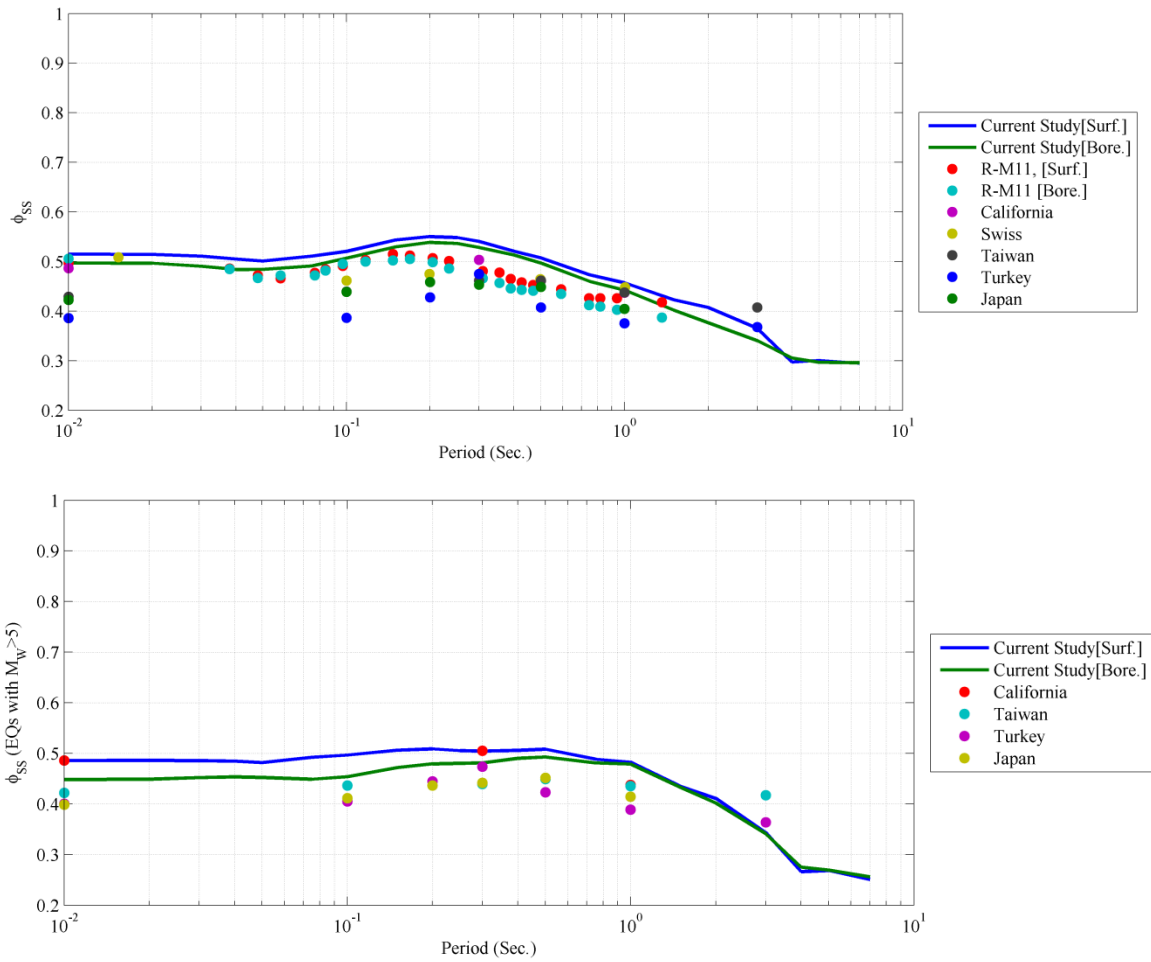 1
0.9
0.8
0.7
0.6
0.5
0.4
0.3
0.2
ϕSS
10-2
10-1
100
101
Period (Sec.)
Current Study[Surf.]
Current Study[Bore.]
R-M11, [Surf.]
R-M11 [Bore.]
California
Swiss
Taiwan
Turkey
Japan
1
0.9
0.8
0.7
0.6
0.5
0.4
0.3
0.2
ϕSS (EQs with Mw>5)
10-2
10-1
100
101
Period (Sec.)
Current Study[Surf.]
Current Study[Bore.]
California
Taiwan
Turkey
Japan